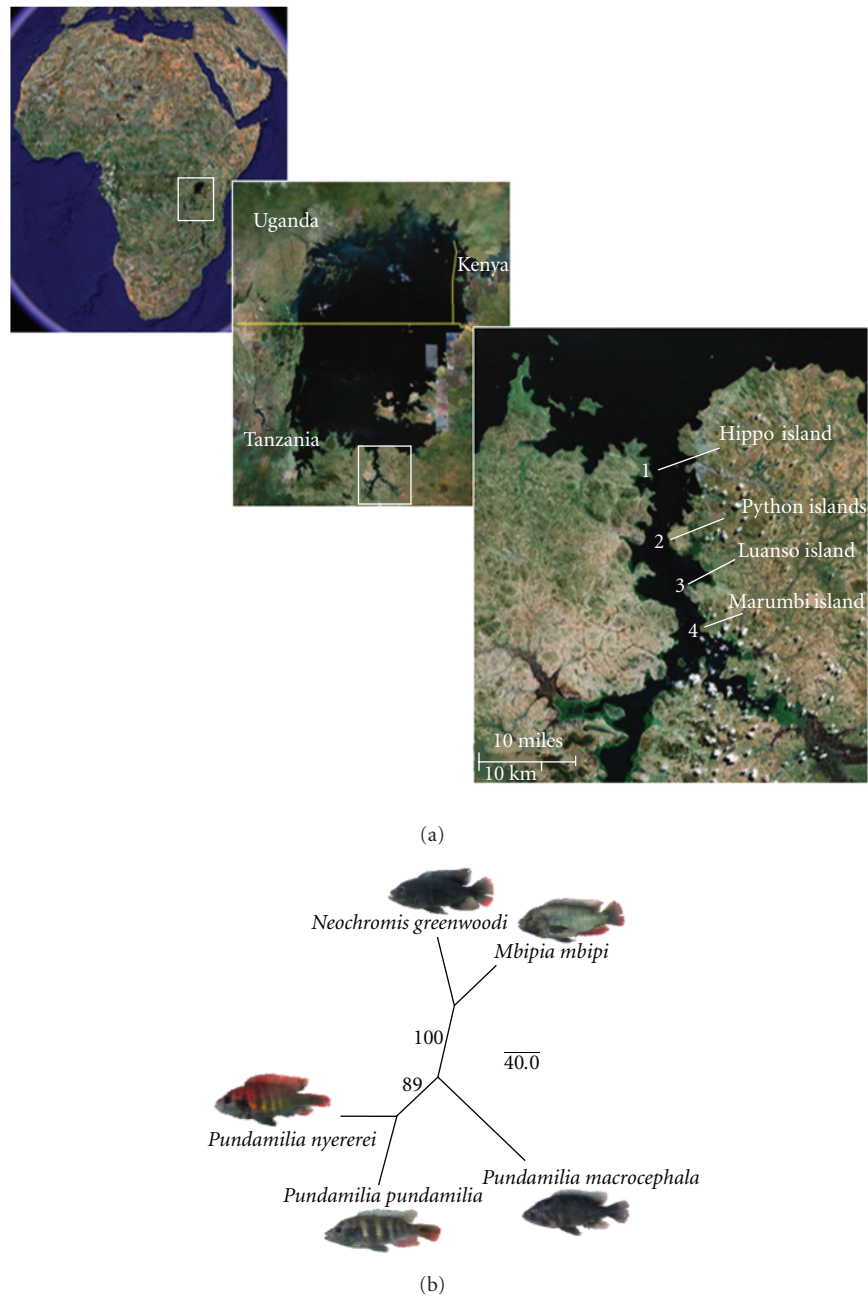 Uganda
Kenya
Tanzania
Hippo island
1
Python islands
2
Luanso island
3
Marumbi island
4
10 miles
10 km
(a)
Neochromis greenwoodi
Mbipia mbipi
100
40.0
89
Pundamilia nyererei
Pundamilia macrocephala
Pundamilia pundamilia
(b)